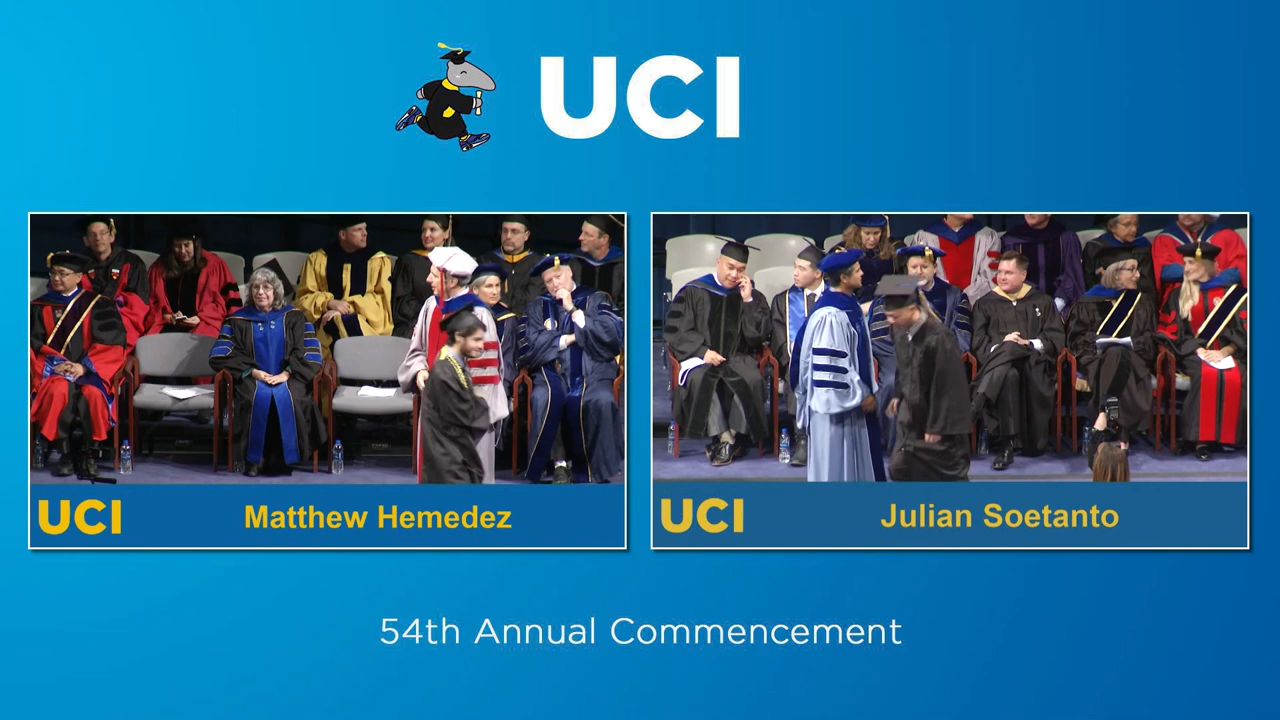 UCI
UCI Matthew Hemedez
UCI Julian Soetanto
54th Annual Commencement